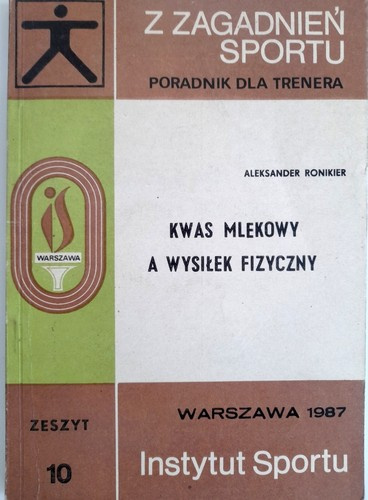 Z ZAGADNIEŃ
SPORTU
PORADNIK DLA TRENERA
ALEKSANDER RONIKIER
KWAS MLEKOWY
A WYSIŁEK FIZYCZNY
WARSZAWA
ZESZYT
10
WARSZAWA 1987
Instytut Sportu